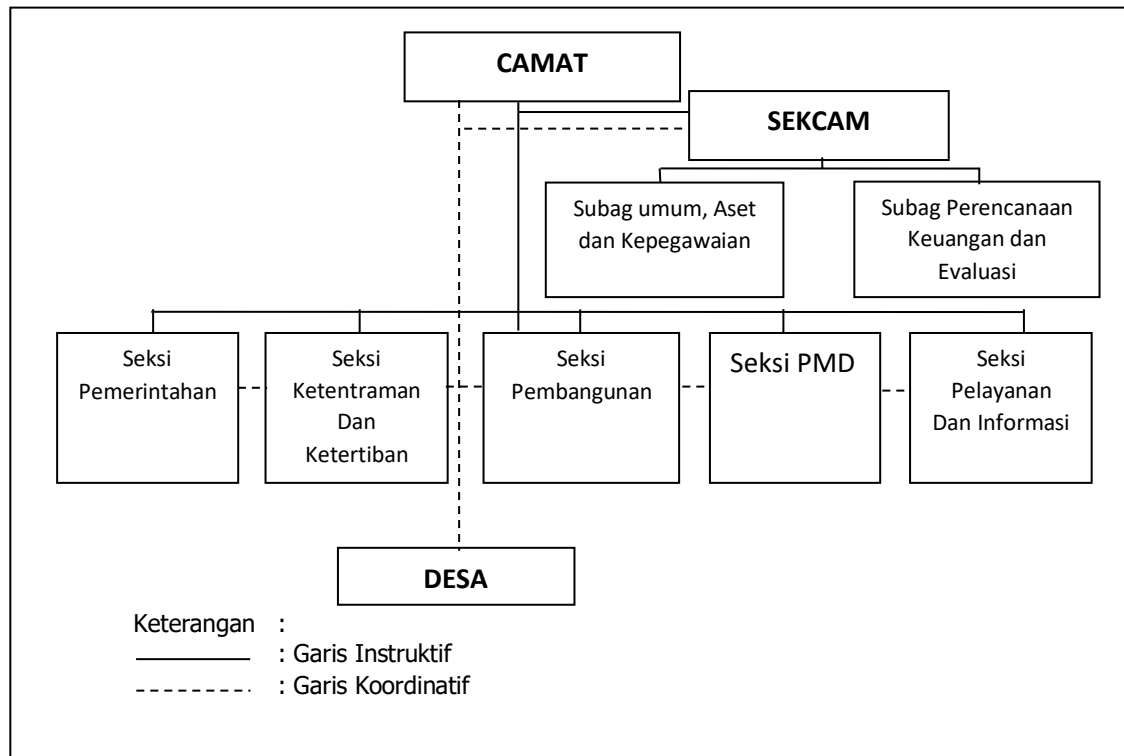 CAMAT
SEKCAM
Subag umum, Aset
dan Kepegawaian
Subag Perencanaan
Keuangan dan
Evaluasi
Seksi
Pemerintahan
Seksi
Ketentraman
Dan
Ketertiban
Seksi
Pembangunan
Seksi PMD
Seksi
Pelayanan
Dan Informasi
DESA
Keterangan :
: Garis Instruktif
: Garis Koordinatif